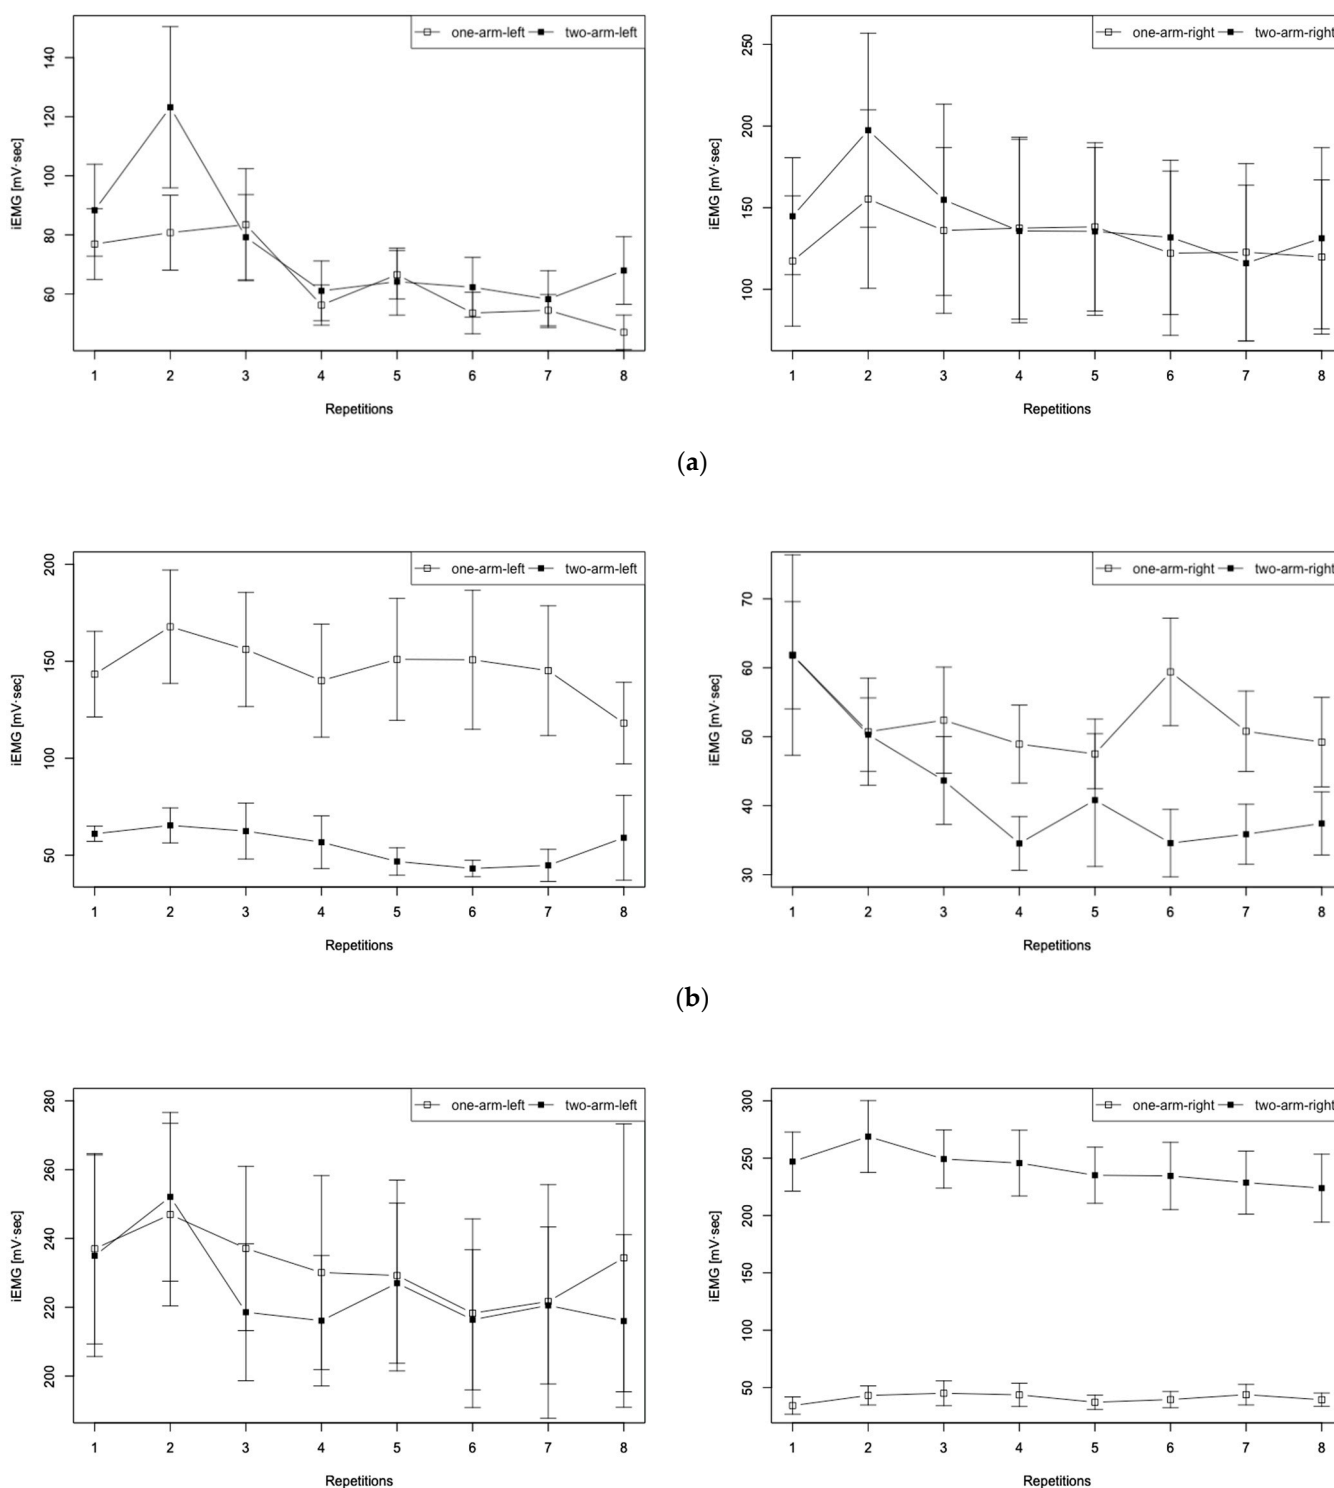 one-arm-left two-arm-left
140
120
100
80
60
iEMG [mV·sec]
1 2 3 4 5 6 7 8
Repetitions
one-arm-right two-arm-right
250
200
150
100
iEMG [mV·sec]
1 2 3 4 5 6 7 8
Repetitions
(a)
one-arm-left two-arm-left
200
150
100
50
iEMG [mV·sec]
1 2 3 4 5 6 7 8
Repetitions
one-arm-right two-arm-right
70
60
50
40
30
iEMG [mV·sec]
1 2 3 4 5 6 7 8
Repetitions
(b)
one-arm-left two-arm-left
280
260
240
220
200
iEMG [mV·sec]
1 2 3 4 5 6 7 8
Repetitions
one-arm-right two-arm-right
300
250
200
150
100
50
iEMG [mV·sec]
1 2 3 4 5 6 7 8
Repetitions